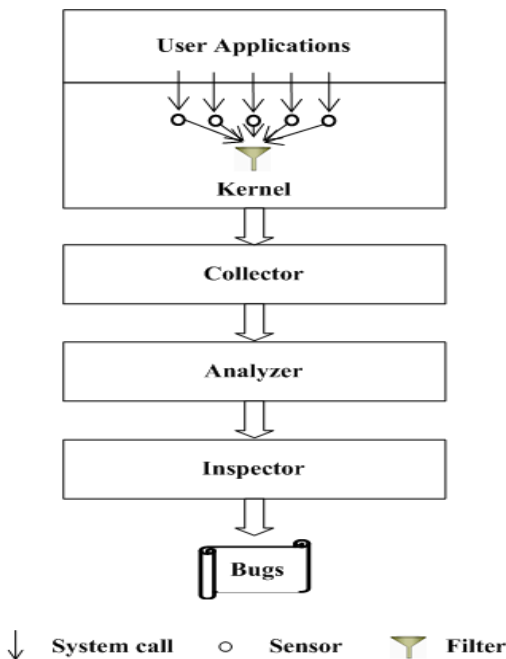 User Applications
Kernel
Collector
Analyzer
Inspector
Bugs
System call Sensor Filter